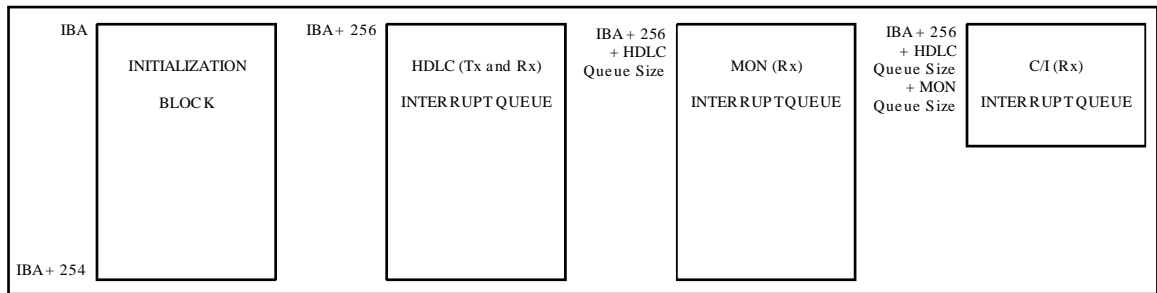 IBA
INITIALIZATION
BLOCK
IBA + 254
IBA + 256
HDLC (Tx and Rx)
INTERRUPT QUEUE
IBA + 256
+ HDLC
Queue Size
MON (Rx)
INTERRUPT QUEUE
IBA + 256
+ HDLC
Queue Size
+ MON
Queue Size
C/I (Rx)
INTERRUPT QUEUE